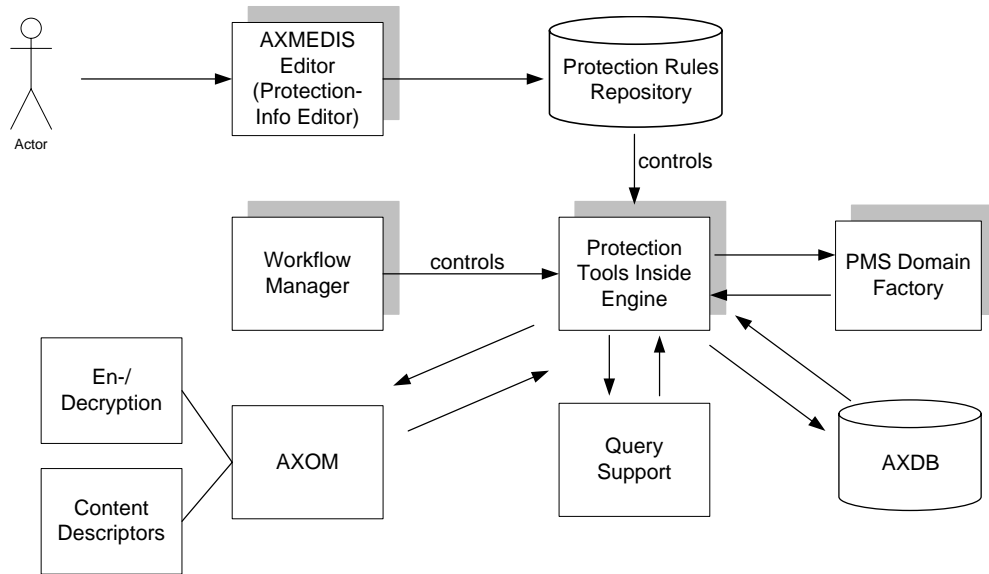 AXMEDIS
Editor
(Protection-
Info Editor)
Protection Rules
Repository
Actor
controls
Workflow
Manager
controls
Protection
Tools Inside
Engine
PMS Domain
Factory
En-/
Decryption
AXOM
Query
Support
AXDB
Content
Descriptors